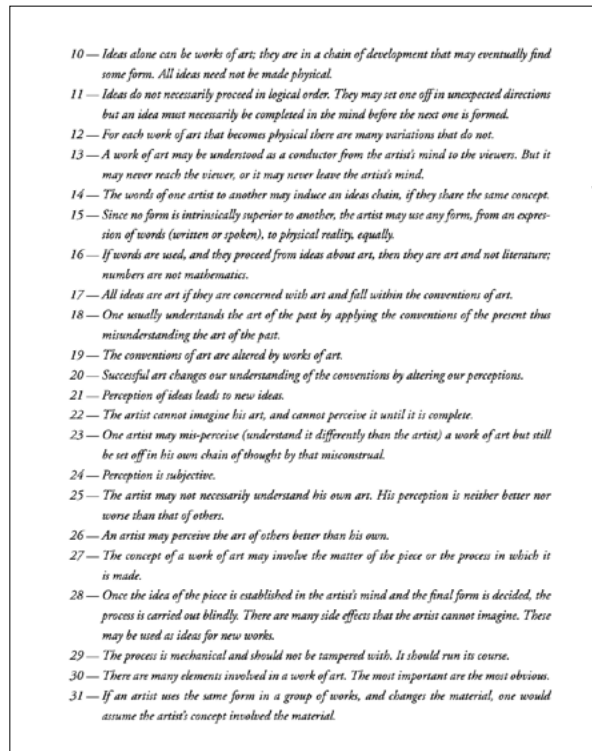 10 — Ideas alone can be works of art; they are in a chain of development that may eventually find
some form. All ideas need not be made physical.
11 — Ideas do not necessarily proceed in logical order. They may set one off in unexpected directions
but an idea must necessarily be completed in the mind before the next one is formed.
12 — For each work of art that becomes physical there are many variations that do not.
13 — A work of art may be understood as a conductor from the artist's mind to the viewers. But it
may never reach the viewer, or it may never leave the artist's mind.
14 — The words of one artist to another may induce an ideas chain, if they share the same concept.
15 — Since no form is intrinsically superior to another, the artist may use any form, from an expres-
sion of words (written or spoken), to physical reality, equally.
16 — If words are used, and they proceed from ideas about art, then they are art and not literature;
numbers are not mathematics.
17 — All ideas are art if they are concerned with art and fall within the conventions of art.
18 — One usually understands the art of the past by applying the conventions of the present thus
misunderstanding the art of the past.
19 — The conventions of art are altered by works of art.
20 — Successful art changes our understanding of the conventions by altering our perceptions.
21 — Perception of ideas leads to new ideas.
22 — The artist cannot imagine his art, and cannot perceive it until it is complete.
23 — One artist may mis-perceive (understand it differently than the artist) a work of art but still
be set off in his own chain of thought by that misconstrual.
24 — Perception is subjective.
25 — The artist may not necessarily understand his own art. His perception is neither better nor
worse than that of others.
26 — An artist may perceive the art of others better than his own.
27 — The concept of a work of art may involve the matter of the piece or the process in which it
is made.
28 — Once the idea of the piece is established in the artist's mind and the final form is decided, the
process is carried out blindly. There are many side effects that the artist cannot imagine. These
may be used as ideas for new works.
29 — The process is mechanical and should not be tampered with. It should run its course.
30 — There are many elements involved in a work of art. The most important are the most obvious.
31 — If an artist uses the same form in a group of works, and changes the material, one would
assume the artist's concept involved the material.